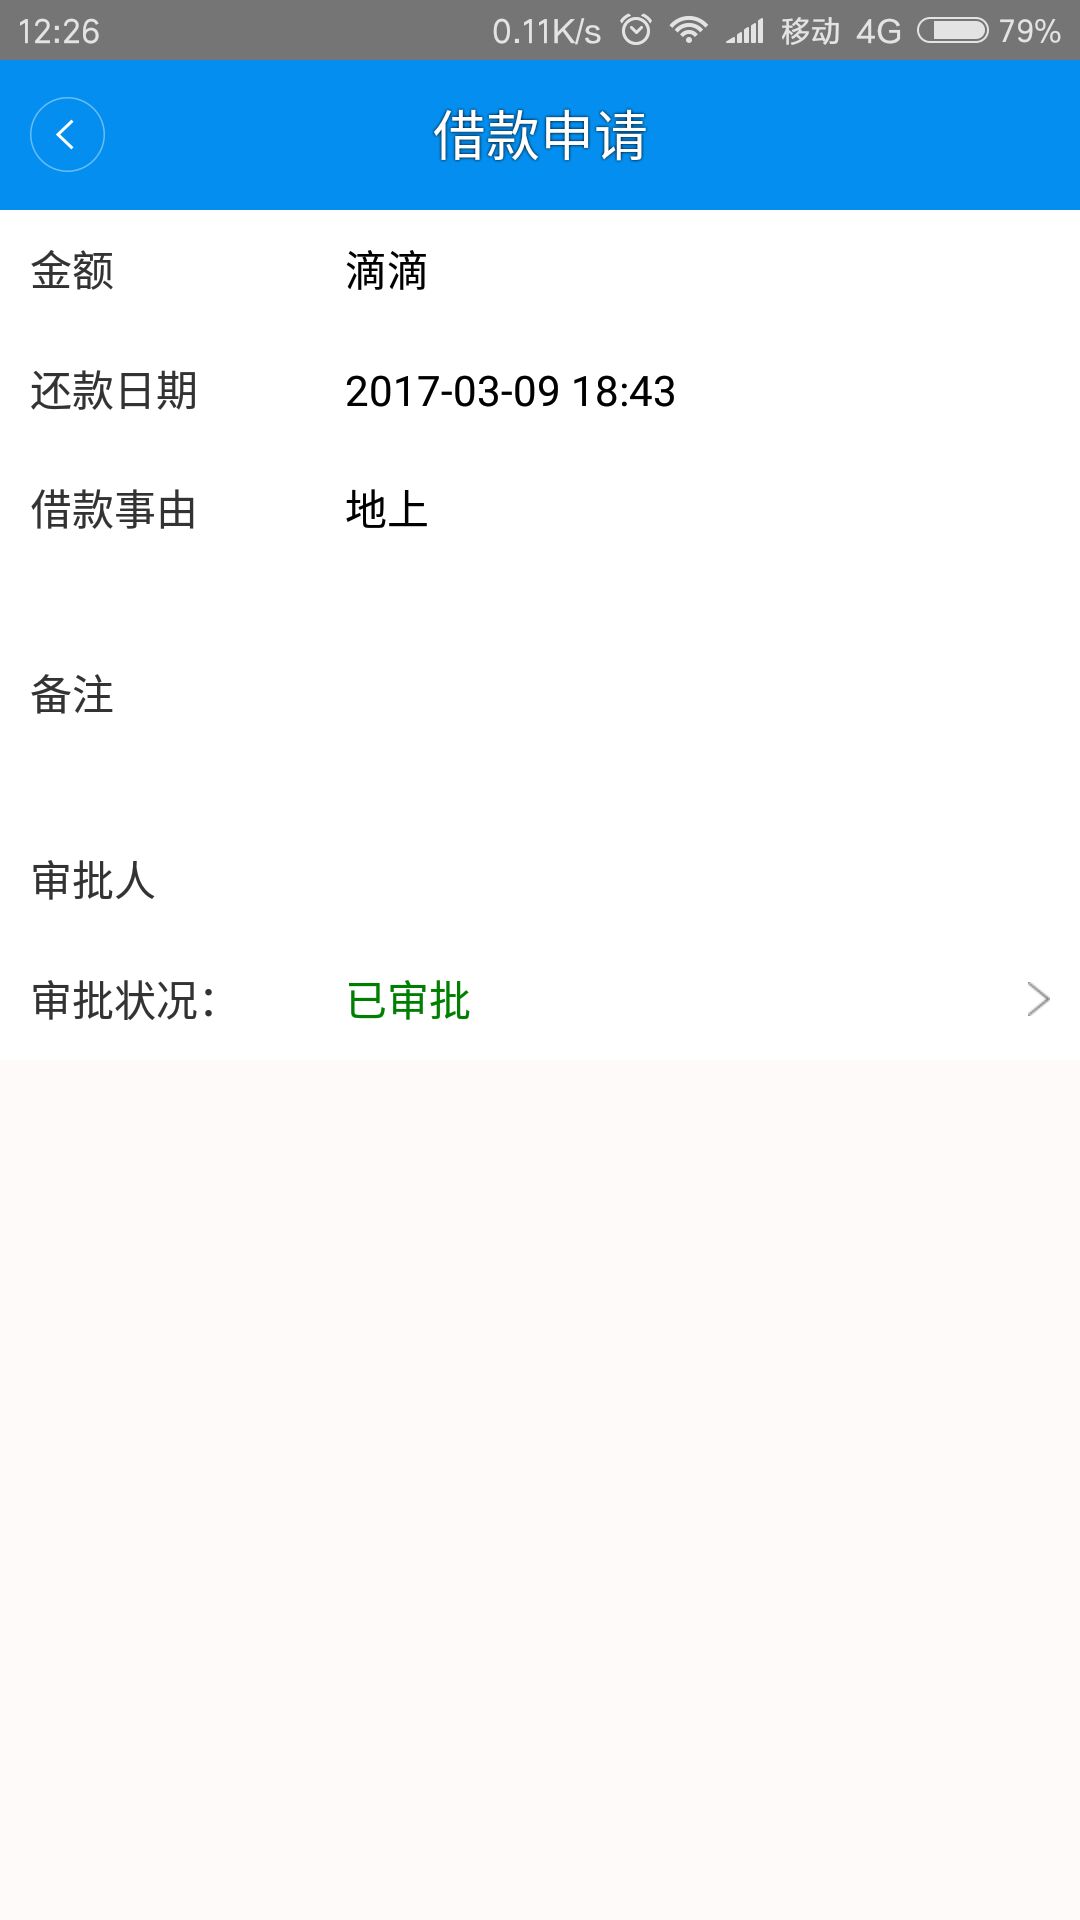 12:26 0.11K/s 移动 4G 79%
借款申请
金额 滴滴
还款日期 2017-03-09 18:43
借款事由 地上
备注
审批人
审批状况： 已审批